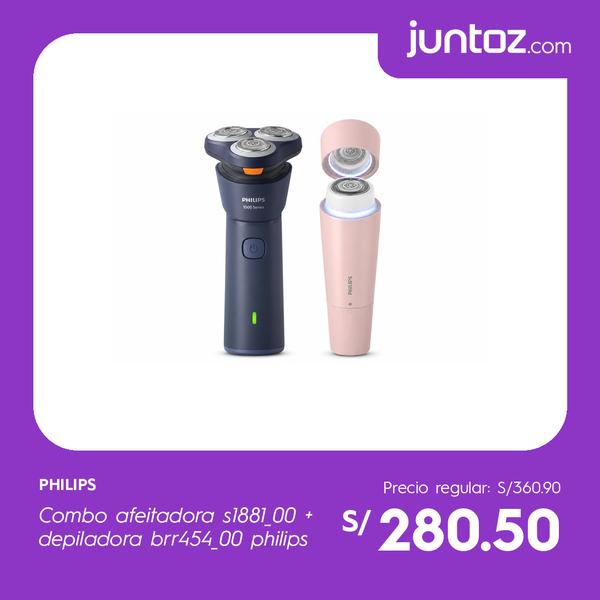 juntoz.com
PHILIPS
1000 Series
PHILIPS
PHILIPS
Combo afeitadora s1881_00 +
depiladora brr454_00 philips
Precio regular: S/360.90
S/ 280.50